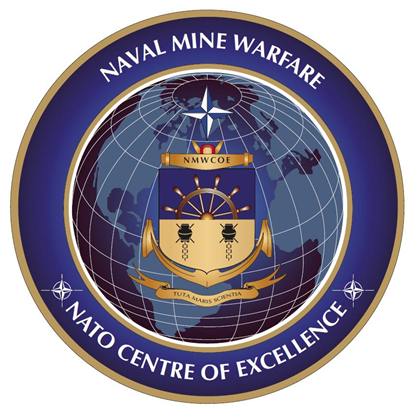 NAVAL MINE WARFARE
NMWCOE
TUTA MARIS SCIENTIA
NATO CENTRE OF EXCELLENCE